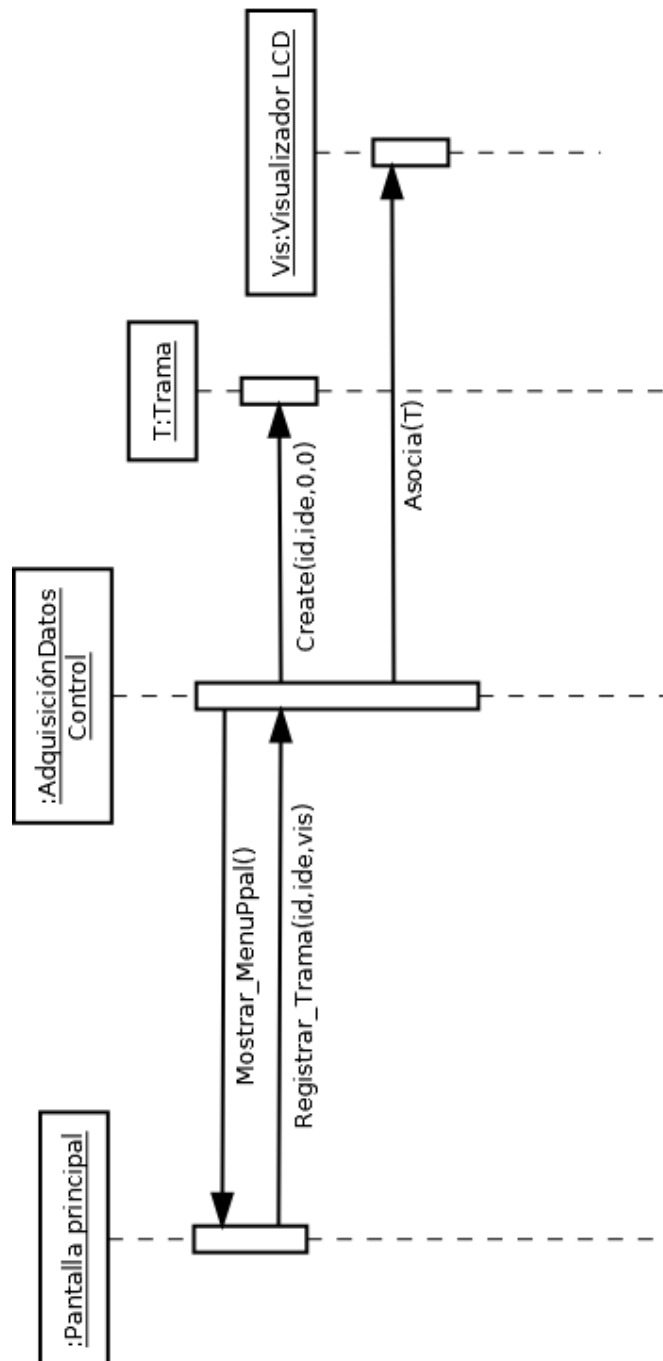 :Pantalla principal
:AdquisiciónDatos
Control
T:Trama
Vis:Visualizador LCD
Mostrar_MenuPpal()
Registrar_Trama(id,ide,vis)
Create(id,ide,0,0)
Asocia(T)